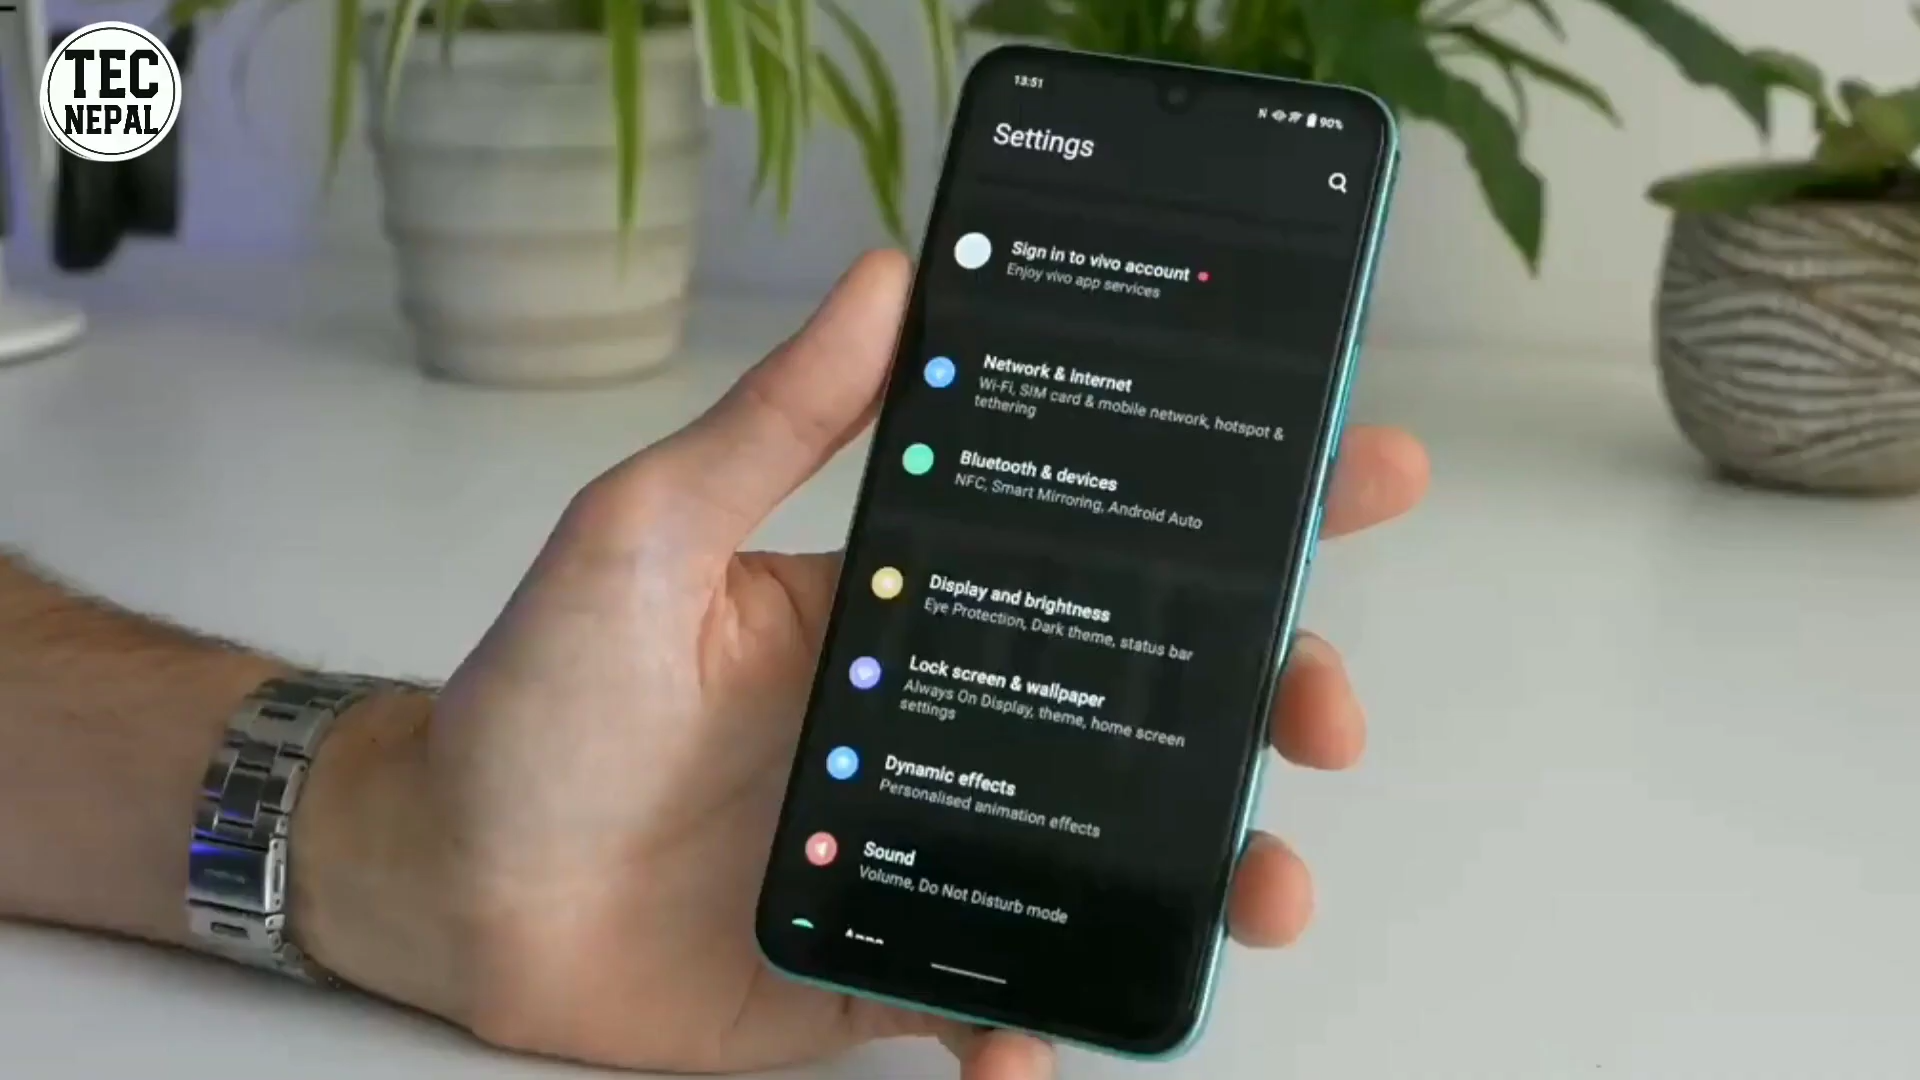 TEC
NEPAL
13:51
N 90%
Settings
Sign in to vivo account
Enjoy vivo app services
Network & Internet
Wi-Fi, SIM card & mobile network, hotspot &
tethering
Bluetooth & devices
NFC, Smart Mirroring, Android Auto
Display and brightness
Eye Protection, Dark theme, status bar
Lock screen & wallpaper
Always On Display, theme, home screen
settings
Dynamic effects
Personalised animation effects
Sound
Volume, Do Not Disturb mode
Apps